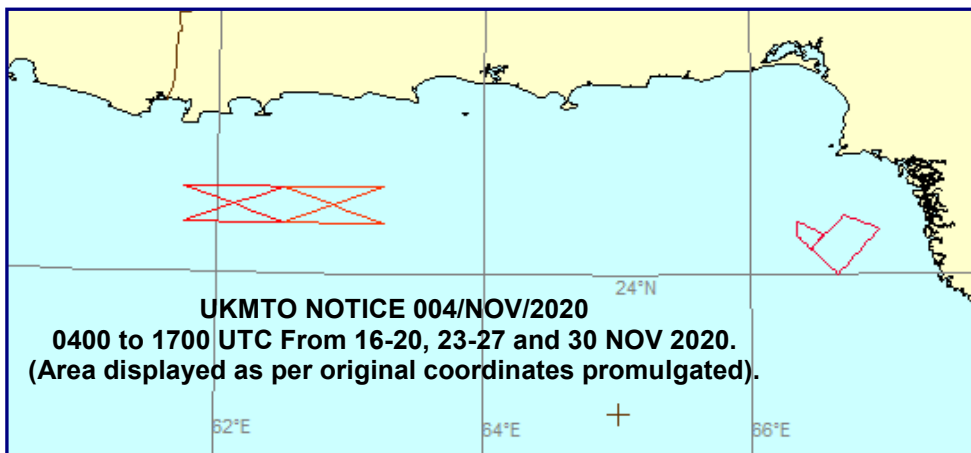 24°N
UKMTO NOTICE 004/NOV/2020
0400 to 1700 UTC From 16-20, 23-27 and 30 NOV 2020.
(Area displayed as per original coordinates promulgated).
62°E
64°E
66°E